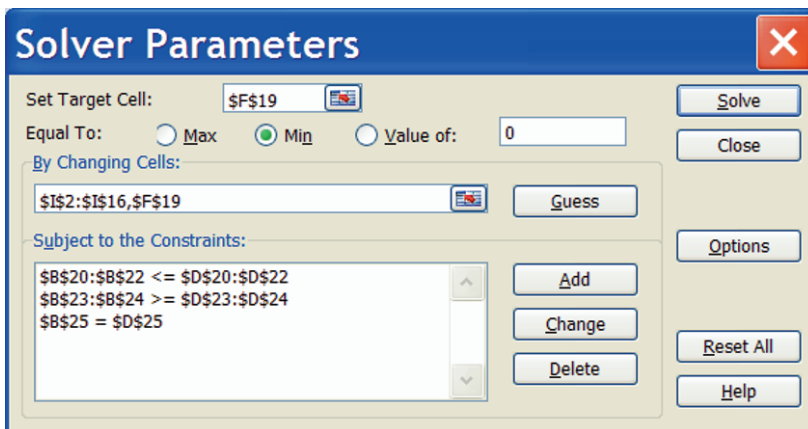 Solver Parameters
Set Target Cell: $F$19 Solve
Equal To: Max Min Value of: 0 Close
By Changing Cells:
$I$2:$I$16,$F$19 Guess
Subject to the Constraints: Options
$B$20:$B$22 <= $D$20:$D$22 Add
$B$23:$B$24 >= $D$23:$D$24
$B$25 = $D$25 Change
Reset All
Delete
Help